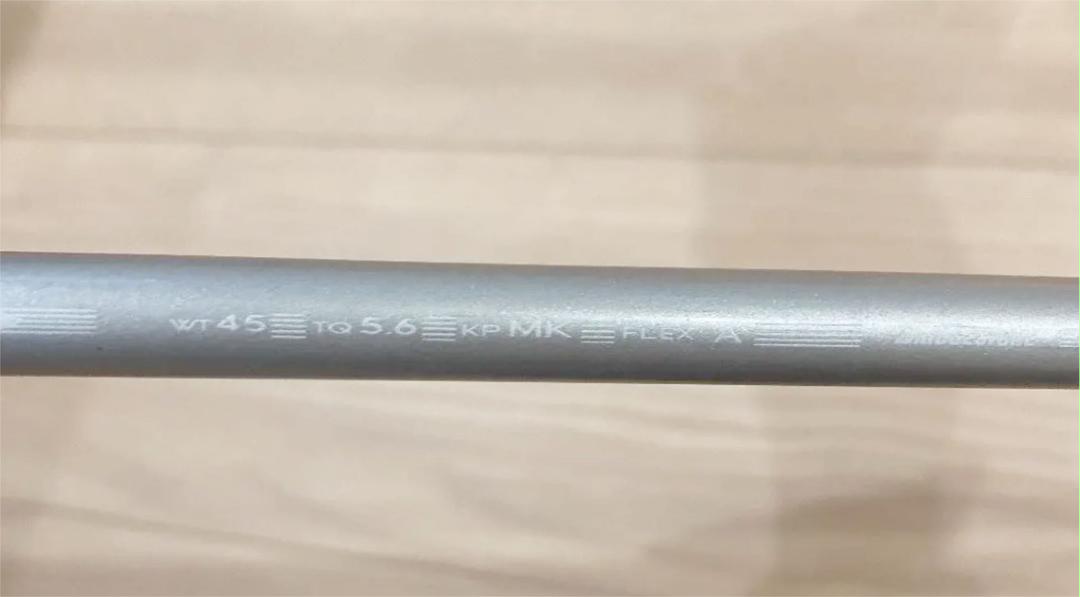 WT 45 TQ 5.6 KP MK FLEX A